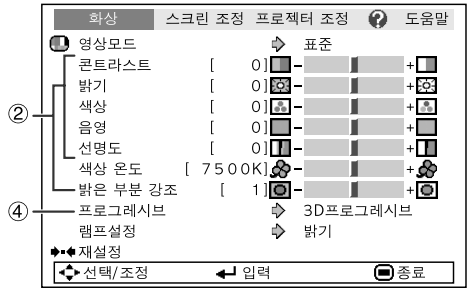 화상 스크린 조정 프로젝터 조정 ? 도움말
영상모드 표준
콘트라스트 [ 0] - +
② 밝기 [ 0] - +
색상 [ 0] - +
음영 [ 0] - +
선명도 [ 0] - +
색상 온도 [ 7500K] - +
밝은 부분 강조 [ 1] - +
④ 프로그레시브 3D프로그레시브
램프설정 밝기
재설정
선택/조정 입력 종료